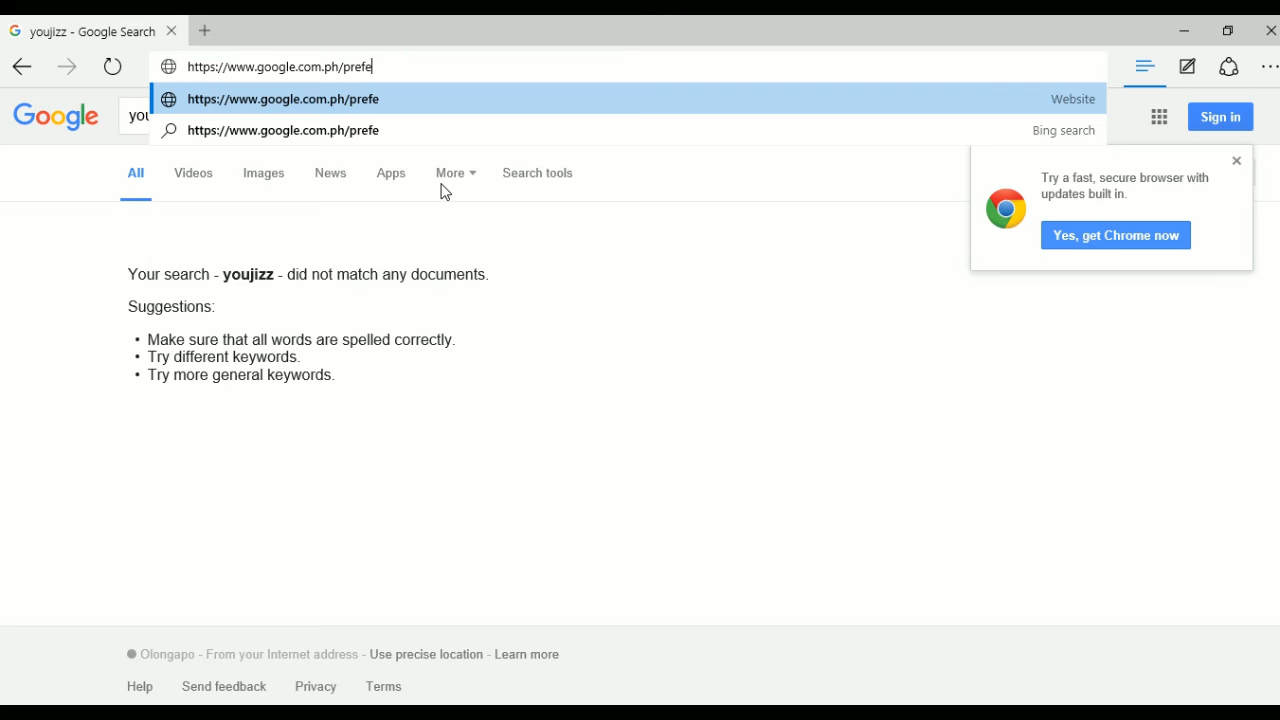 youjizz - Google Search
https://www.google.com.ph/prefe
https://www.google.com.ph/prefe Website
https://www.google.com.ph/prefe Bing search
Google you Sign in
All Videos Images News Apps More Search tools
Try a fast, secure browser with
updates built in.
Yes, get Chrome now
Your search - youjizz - did not match any documents.
Suggestions:
• Make sure that all words are spelled correctly.
• Try different keywords.
• Try more general keywords.
Olongapo - From your Internet address - Use precise location - Learn more
Help Send feedback Privacy Terms